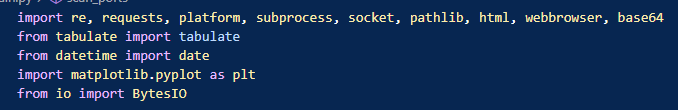 scan_ports
import re, requests, platform, subprocess, socket, pathlib, html, webbrowser, base64
from tabulate import tabulate
from datetime import date
import matplotlib.pyplot as plt
from io import BytesIO